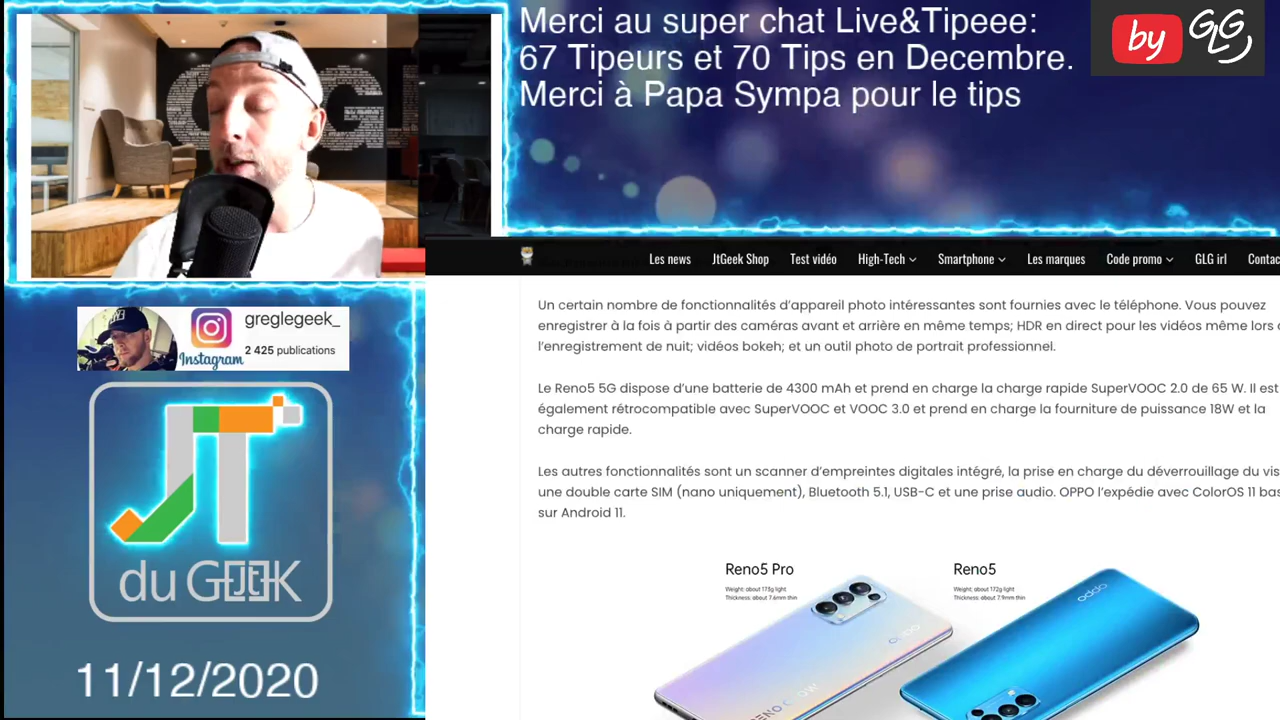 Merci au super chat Live&Tipeee:
67 Tipeurs et 70 Tips en Decembre.
Merci à Papa Sympa pour le tips
by GLG
Les news JtGeek Shop Test vidéo High-Tech Smartphone Les marques Code promo GLG irl Contac
Un certain nombre de fonctionnalités d'appareil photo intéressantes sont fournies avec le téléphone. Vous pouvez
enregistrer à la fois à partir des caméras avant et arrière en même temps; HDR en direct pour les vidéos même lors
l'enregistrement de nuit; vidéos bokeh; et un outil photo de portrait professionnel.
Le Reno5 5G dispose d'une batterie de 4300 mAh et prend en charge la charge rapide SuperVOOC 2.0 de 65 W. Il est
également rétrocompatible avec SuperVOOC et VOOC 3.0 et prend en charge la fourniture de puissance 18W et la
charge rapide.
Les autres fonctionnalités sont un scanner d'empreintes digitales intégré, la prise en charge du déverrouillage du vis
une double carte SIM (nano uniquement), Bluetooth 5.1, USB-C et une prise audio. OPPO l'expédie avec ColorOS 11 bas
sur Android 11.
Reno5 Pro
Weight: about 173g light
Thickness: about 7.6mm thin
Reno5
Weight: about 172g light
Thickness: about 7.9mm thin
oppo
greglegeek_
2 425 publications
Instagram
JT
du GEEK
11/12/2020